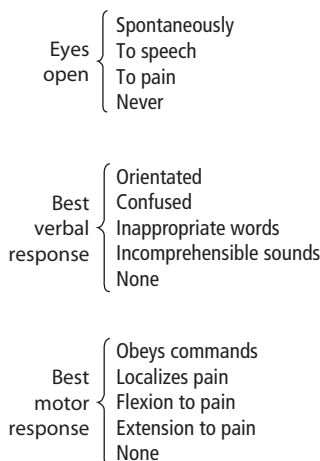 Eyes
open
Spontaneously
To speech
To pain
Never
Best
verbal
response
Orientated
Confused
Inappropriate words
Incomprehensible sounds
None
Best
motor
response
Obeys commands
Localizes pain
Flexion to pain
Extension to pain
None